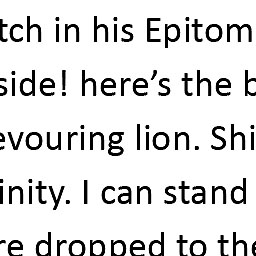 tch in his Epitom
side! here’s the b
evouring lion. Shi
inity. I can stand
re dropped to the